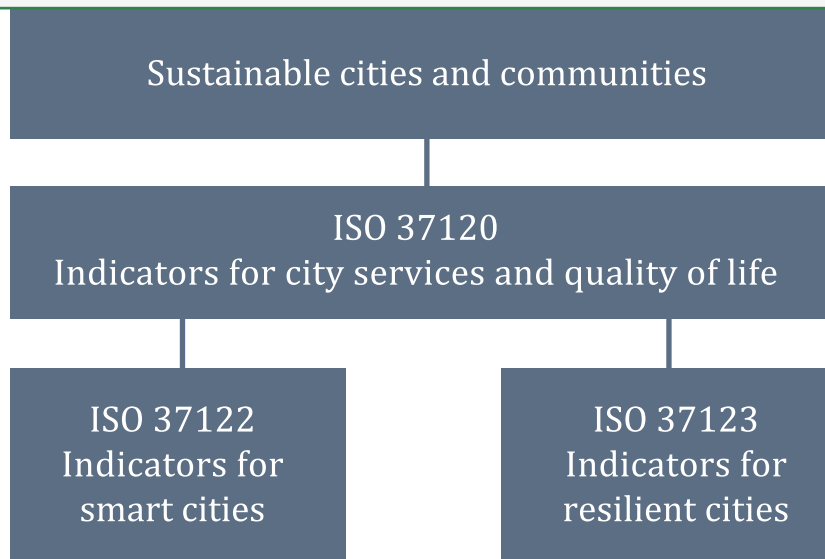 Sustainable cities and communities
ISO 37120
Indicators for city services and quality of life
ISO 37122
Indicators for
smart cities
ISO 37123
Indicators for
resilient cities